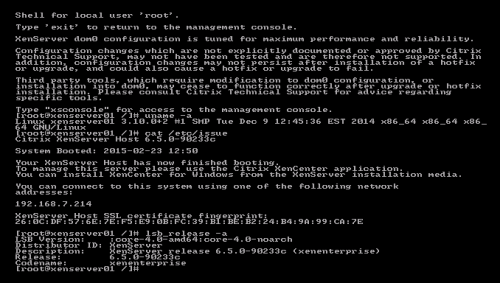 Shell for local user 'root'.
Type 'exit' to return to the management console.
XenServer dom0 configuration is tuned for maximum performance and reliability.
Configuration changes which are not explicitly documented or approved by Citrix
Technical Support, may not have been tested and are therefore not supported. In
addition, configuration changes may not persist after installation of a hotfix
or upgrade, and could also cause a hotfix or upgrade to fail.
Third party tools, which require modification to dom0 configuration, or
installation into dom0, may cease to function correctly after upgrade or hotfix
installation. Please consult Citrix Technical Support for advice regarding
specific tools.
Type "xsconsole" for access to the management console.
[root@xenserver01 /]# uname -a
Linux xenserver01 3.10.0+2 #1 SMP Tue Dec 9 12:45:36 EST 2014 x86_64 x86_64 x86_
64 GNU/Linux
[root@xenserver01 /]# cat /etc/issue
Citrix XenServer Host 6.5.0-90233c
System Booted: 2015-02-23 12:50
Your XenServer Host has now finished booting.
To manage this server please use the Citrix XenCenter application.
You can install XenCenter for Windows from the XenServer installation media.
You can connect to this system using one of the following network
addresses:
192.168.7.214
XenServer Host SSL certificate fingerprint:
26:0C:DF:57:6E:7E:F5:E9:0B:FC:39:B1:BE:B2:24:B4:9A:99:CA:7E
[root@xenserver01 /]# lsb_release -a
LSB Version: :core-4.0-amd64:core-4.0-noarch
Distributor ID: XenServer
Description: XenServer release 6.5.0-90233c (xenenterprise)
Release: 6.5.0-90233c
Codename: xenenterprise
[root@xenserver01 /]#